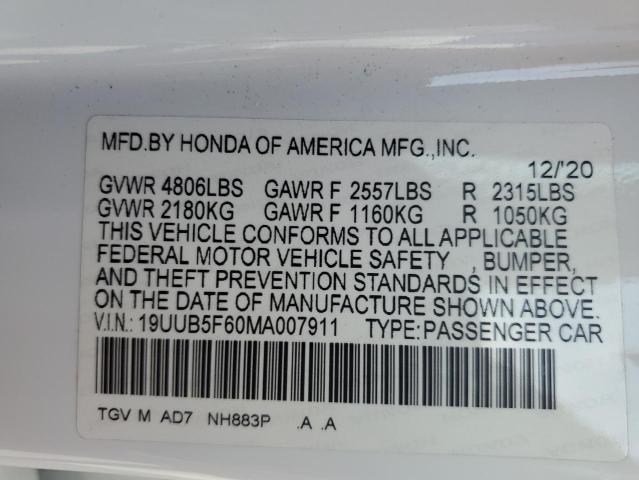 MFD.BY HONDA OF AMERICA MFG.,INC.
12/'20
GVWR 4806LBS GAWR F 2557LBS R 2315LBS
GVWR 2180KG GAWR F 1160KG R 1050KG
THIS VEHICLE CONFORMS TO ALL APPLICABLE
FEDERAL MOTOR VEHICLE SAFETY , BUMPER,
AND THEFT PREVENTION STANDARDS IN EFFECT
ON THE DATE OF MANUFACTURE SHOWN ABOVE.
V.I.N.: 19UUB5F60MA007911 TYPE:PASSENGER CAR
TGV M AD7 NH883P .A .A